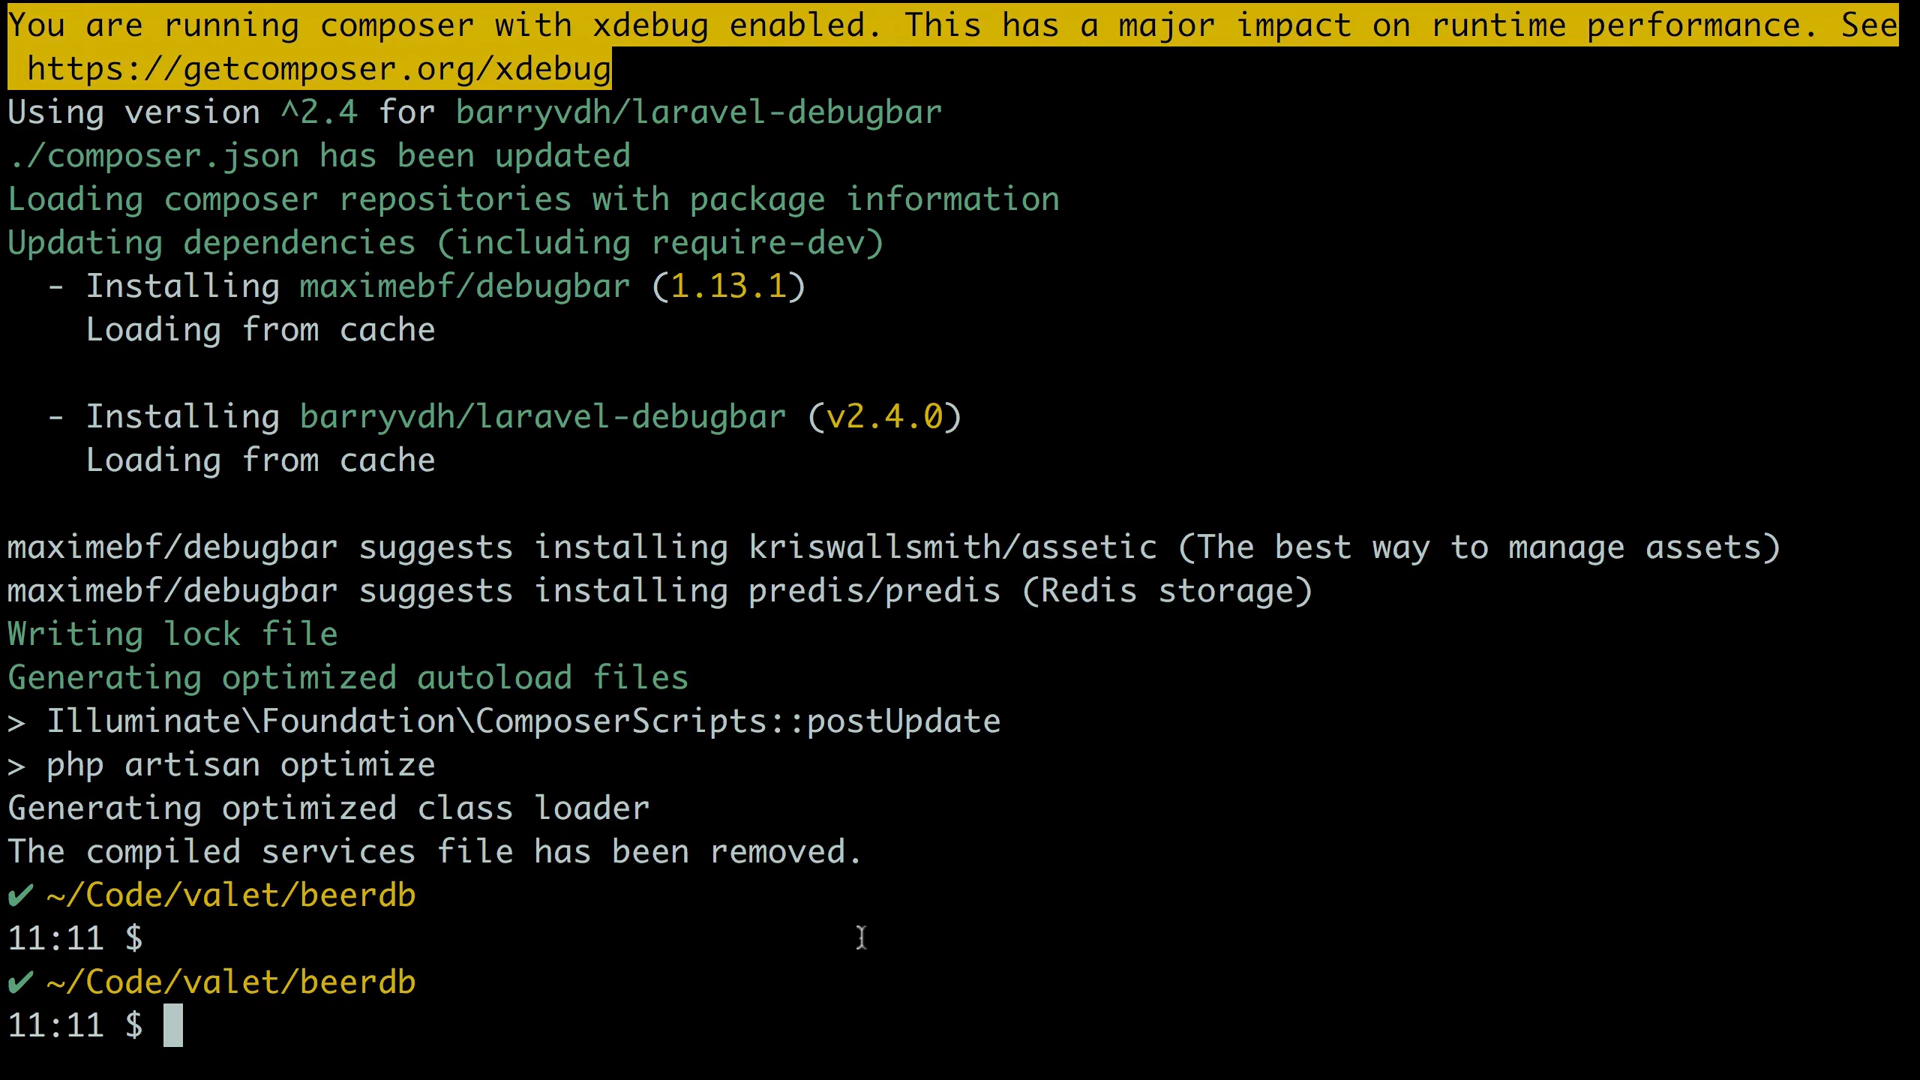 You are running composer with xdebug enabled. This has a major impact on runtime performance. See
https://getcomposer.org/xdebug
Using version ^2.4 for barryvdh/laravel-debugbar
./composer.json has been updated
Loading composer repositories with package information
Updating dependencies (including require-dev)
- Installing maximebf/debugbar (1.13.1)
Loading from cache
- Installing barryvdh/laravel-debugbar (v2.4.0)
Loading from cache
maximebf/debugbar suggests installing kriswallsmith/assetic (The best way to manage assets)
maximebf/debugbar suggests installing predis/predis (Redis storage)
Writing lock file
Generating optimized autoload files
> Illuminate\Foundation\ComposerScripts::postUpdate
> php artisan optimize
Generating optimized class loader
The compiled services file has been removed.
✔ ~/Code/valet/beerdb
11:11 $
✔ ~/Code/valet/beerdb
11:11 $